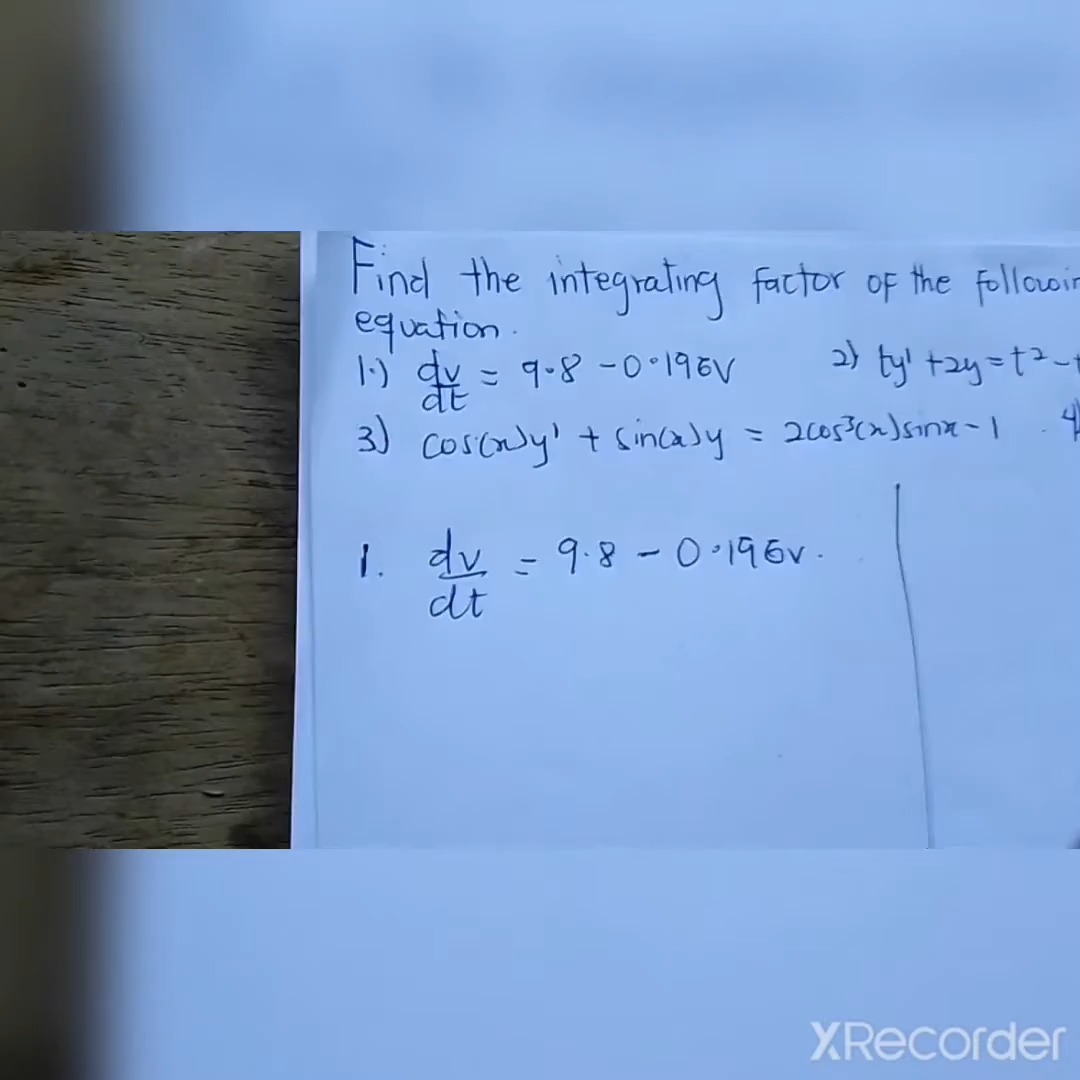 Find the integrating factor of the
equation.
1.) dv/dt = 9.8 - 0.196v 2) ty' + 2y = t² -
3) cos(x)y' + sin(x)y = 2cos³(x)sinx - 1
1. dv/dt = 9.8 - 0.196v.
XRecorder